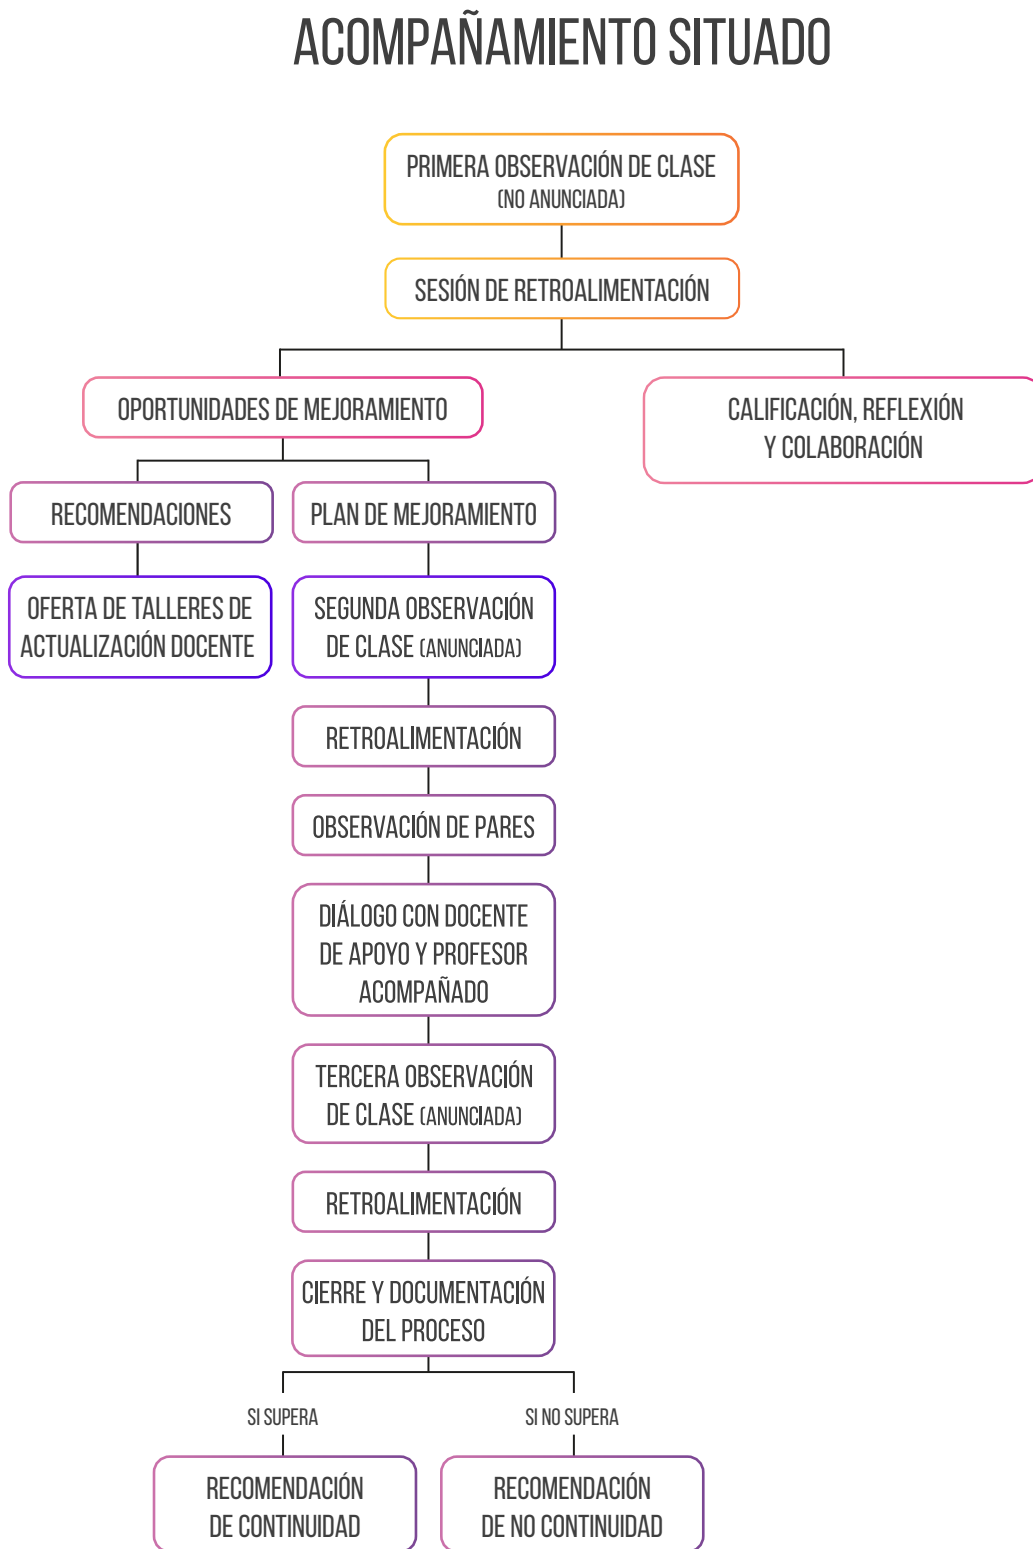 ACOMPAÑAMIENTO SITUADO
PRIMERA OBSERVACIÓN DE CLASE
(NO ANUNCIADA)
SESIÓN DE RETROALIMENTACIÓN
OPORTUNIDADES DE MEJORAMIENTO
CALIFICACIÓN, REFLEXIÓN
Y COLABORACIÓN
RECOMENDACIONES
PLAN DE MEJORAMIENTO
OFERTA DE TALLERES DE
ACTUALIZACIÓN DOCENTE
SEGUNDA OBSERVACIÓN
DE CLASE (ANUNCIADA)
RETROALIMENTACIÓN
OBSERVACIÓN DE PARES
DIÁLOGO CON DOCENTE
DE APOYO Y PROFESOR
ACOMPAÑADO
TERCERA OBSERVACIÓN
DE CLASE (ANUNCIADA)
RETROALIMENTACIÓN
CIERRE Y DOCUMENTACIÓN
DEL PROCESO
SI SUPERA
SI NO SUPERA
RECOMENDACIÓN
DE CONTINUIDAD
RECOMENDACIÓN
DE NO CONTINUIDAD